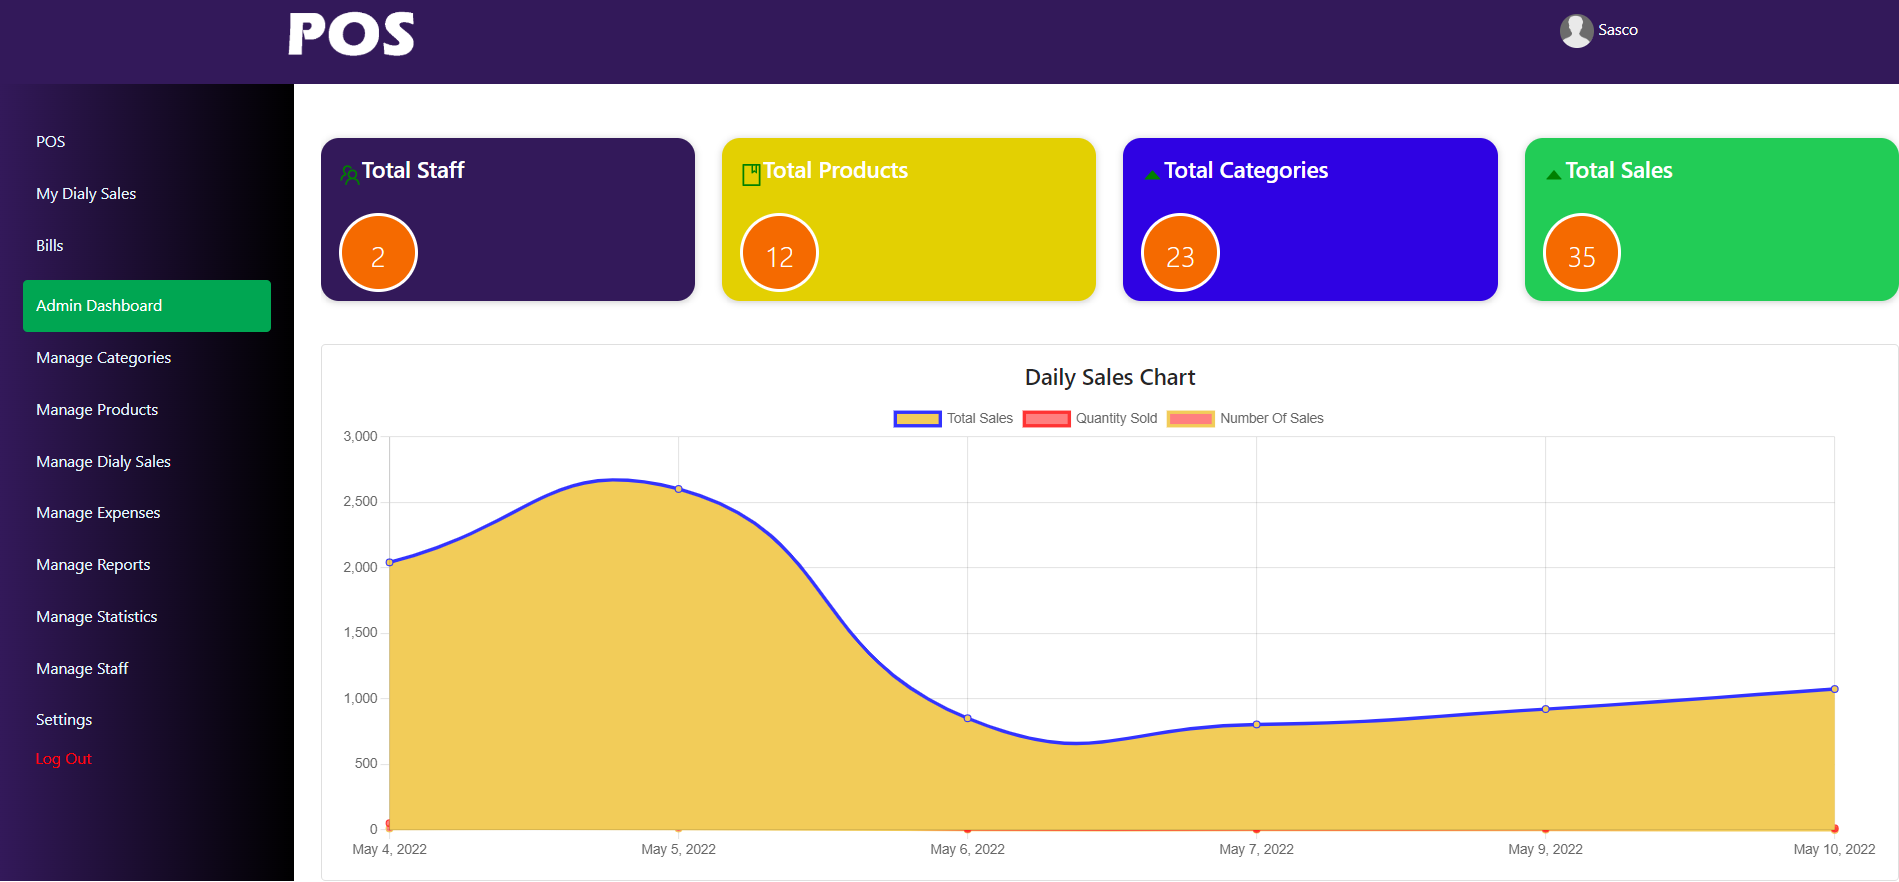 POS
Sasco
POS
My Dialy Sales
Bills
Admin Dashboard
Manage Categories
Manage Products
Manage Dialy Sales
Manage Expenses
Manage Reports
Manage Statistics
Manage Staff
Settings
Log Out
Total Staff
2
Total Products
12
Total Categories
23
Total Sales
35
Daily Sales Chart
Total Sales Quantity Sold Number Of Sales
3,000
2,500
2,000
1,500
1,000
500
0
May 4, 2022 May 5, 2022 May 6, 2022 May 7, 2022 May 9, 2022 May 10, 2022